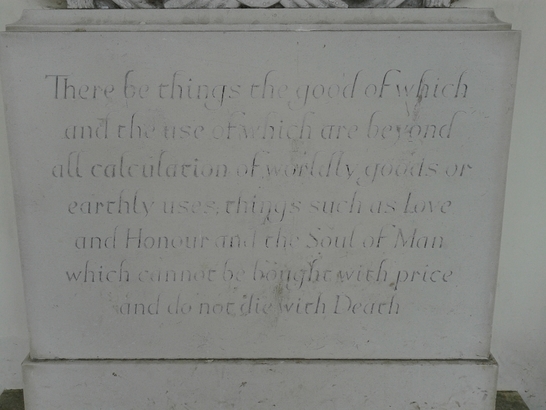 There be things the good of which
and the use of which are beyond
all calculation of worldly goods or
earthly uses; things such as Love
and Honour and the Soul of Man
which cannot be bought with price
and do not die with Death